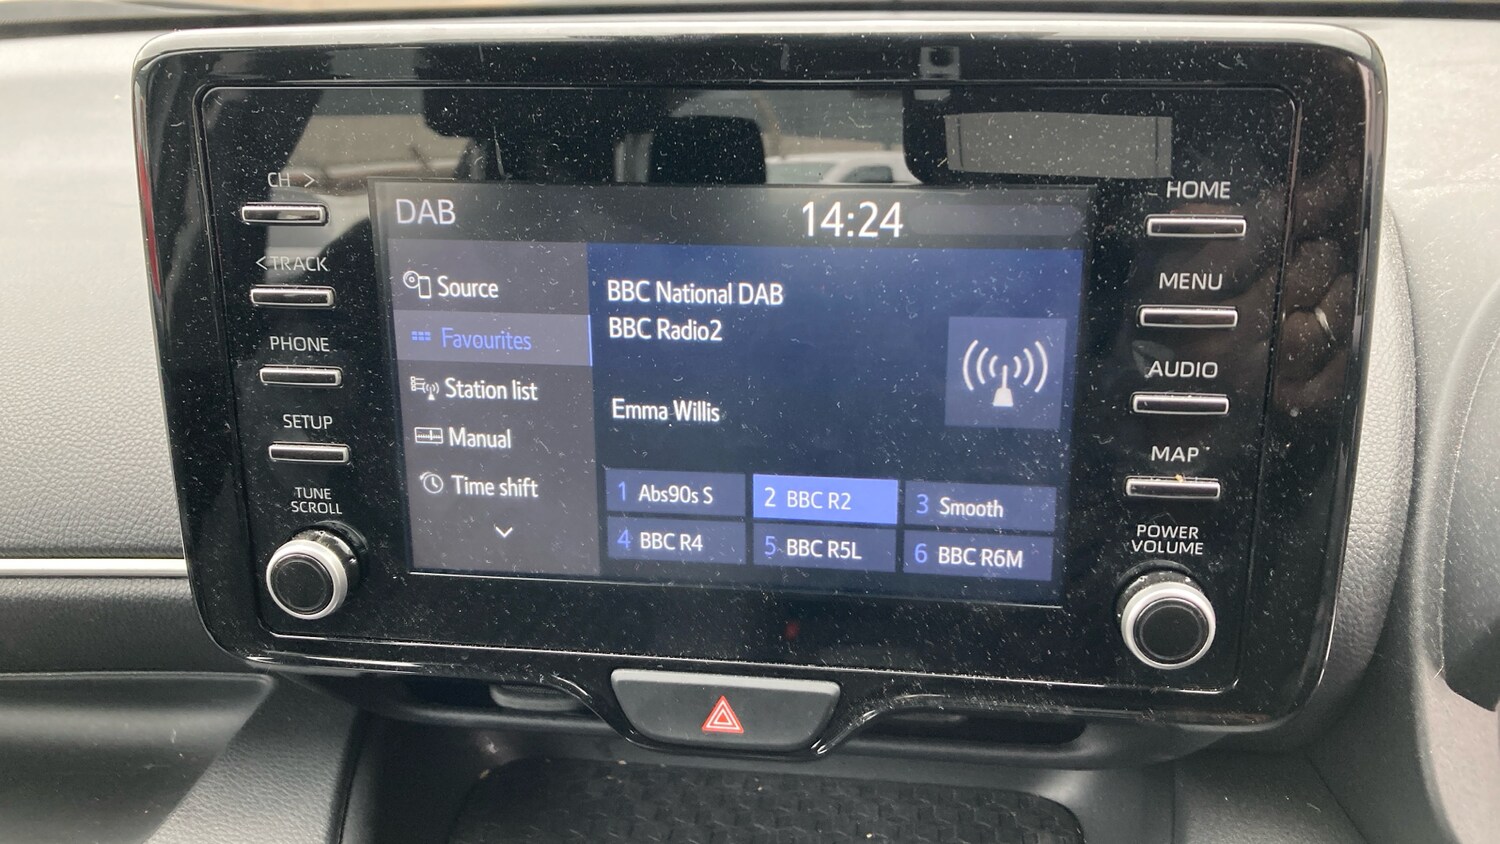 CH >
< TRACK
PHONE
SETUP
TUNE
SCROLL
DAB
14:24
Source
Favourites
Station list
Manual
Time shift
BBC National DAB
BBC Radio2
Emma Willis
1 Abs90s S
2 BBC R2
3 Smooth
4 BBC R4
5 BBC R5L
6 BBC R6M
HOME
MENU
AUDIO
MAP
POWER
VOLUME